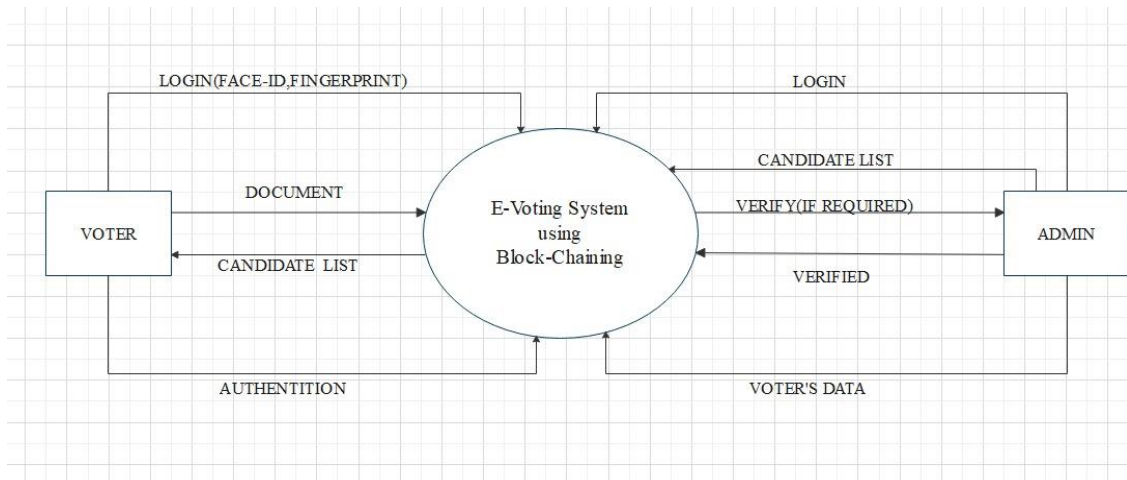 LOGIN(FACE-ID,FINGERPRINT)
LOGIN
CANDIDATE LIST
DOCUMENT
VERIFY(IF REQUIRED)
VOTER
E-Voting System
using
Block-Chaining
ADMIN
CANDIDATE LIST
VERIFIED
AUTHENTITION
VOTER'S DATA